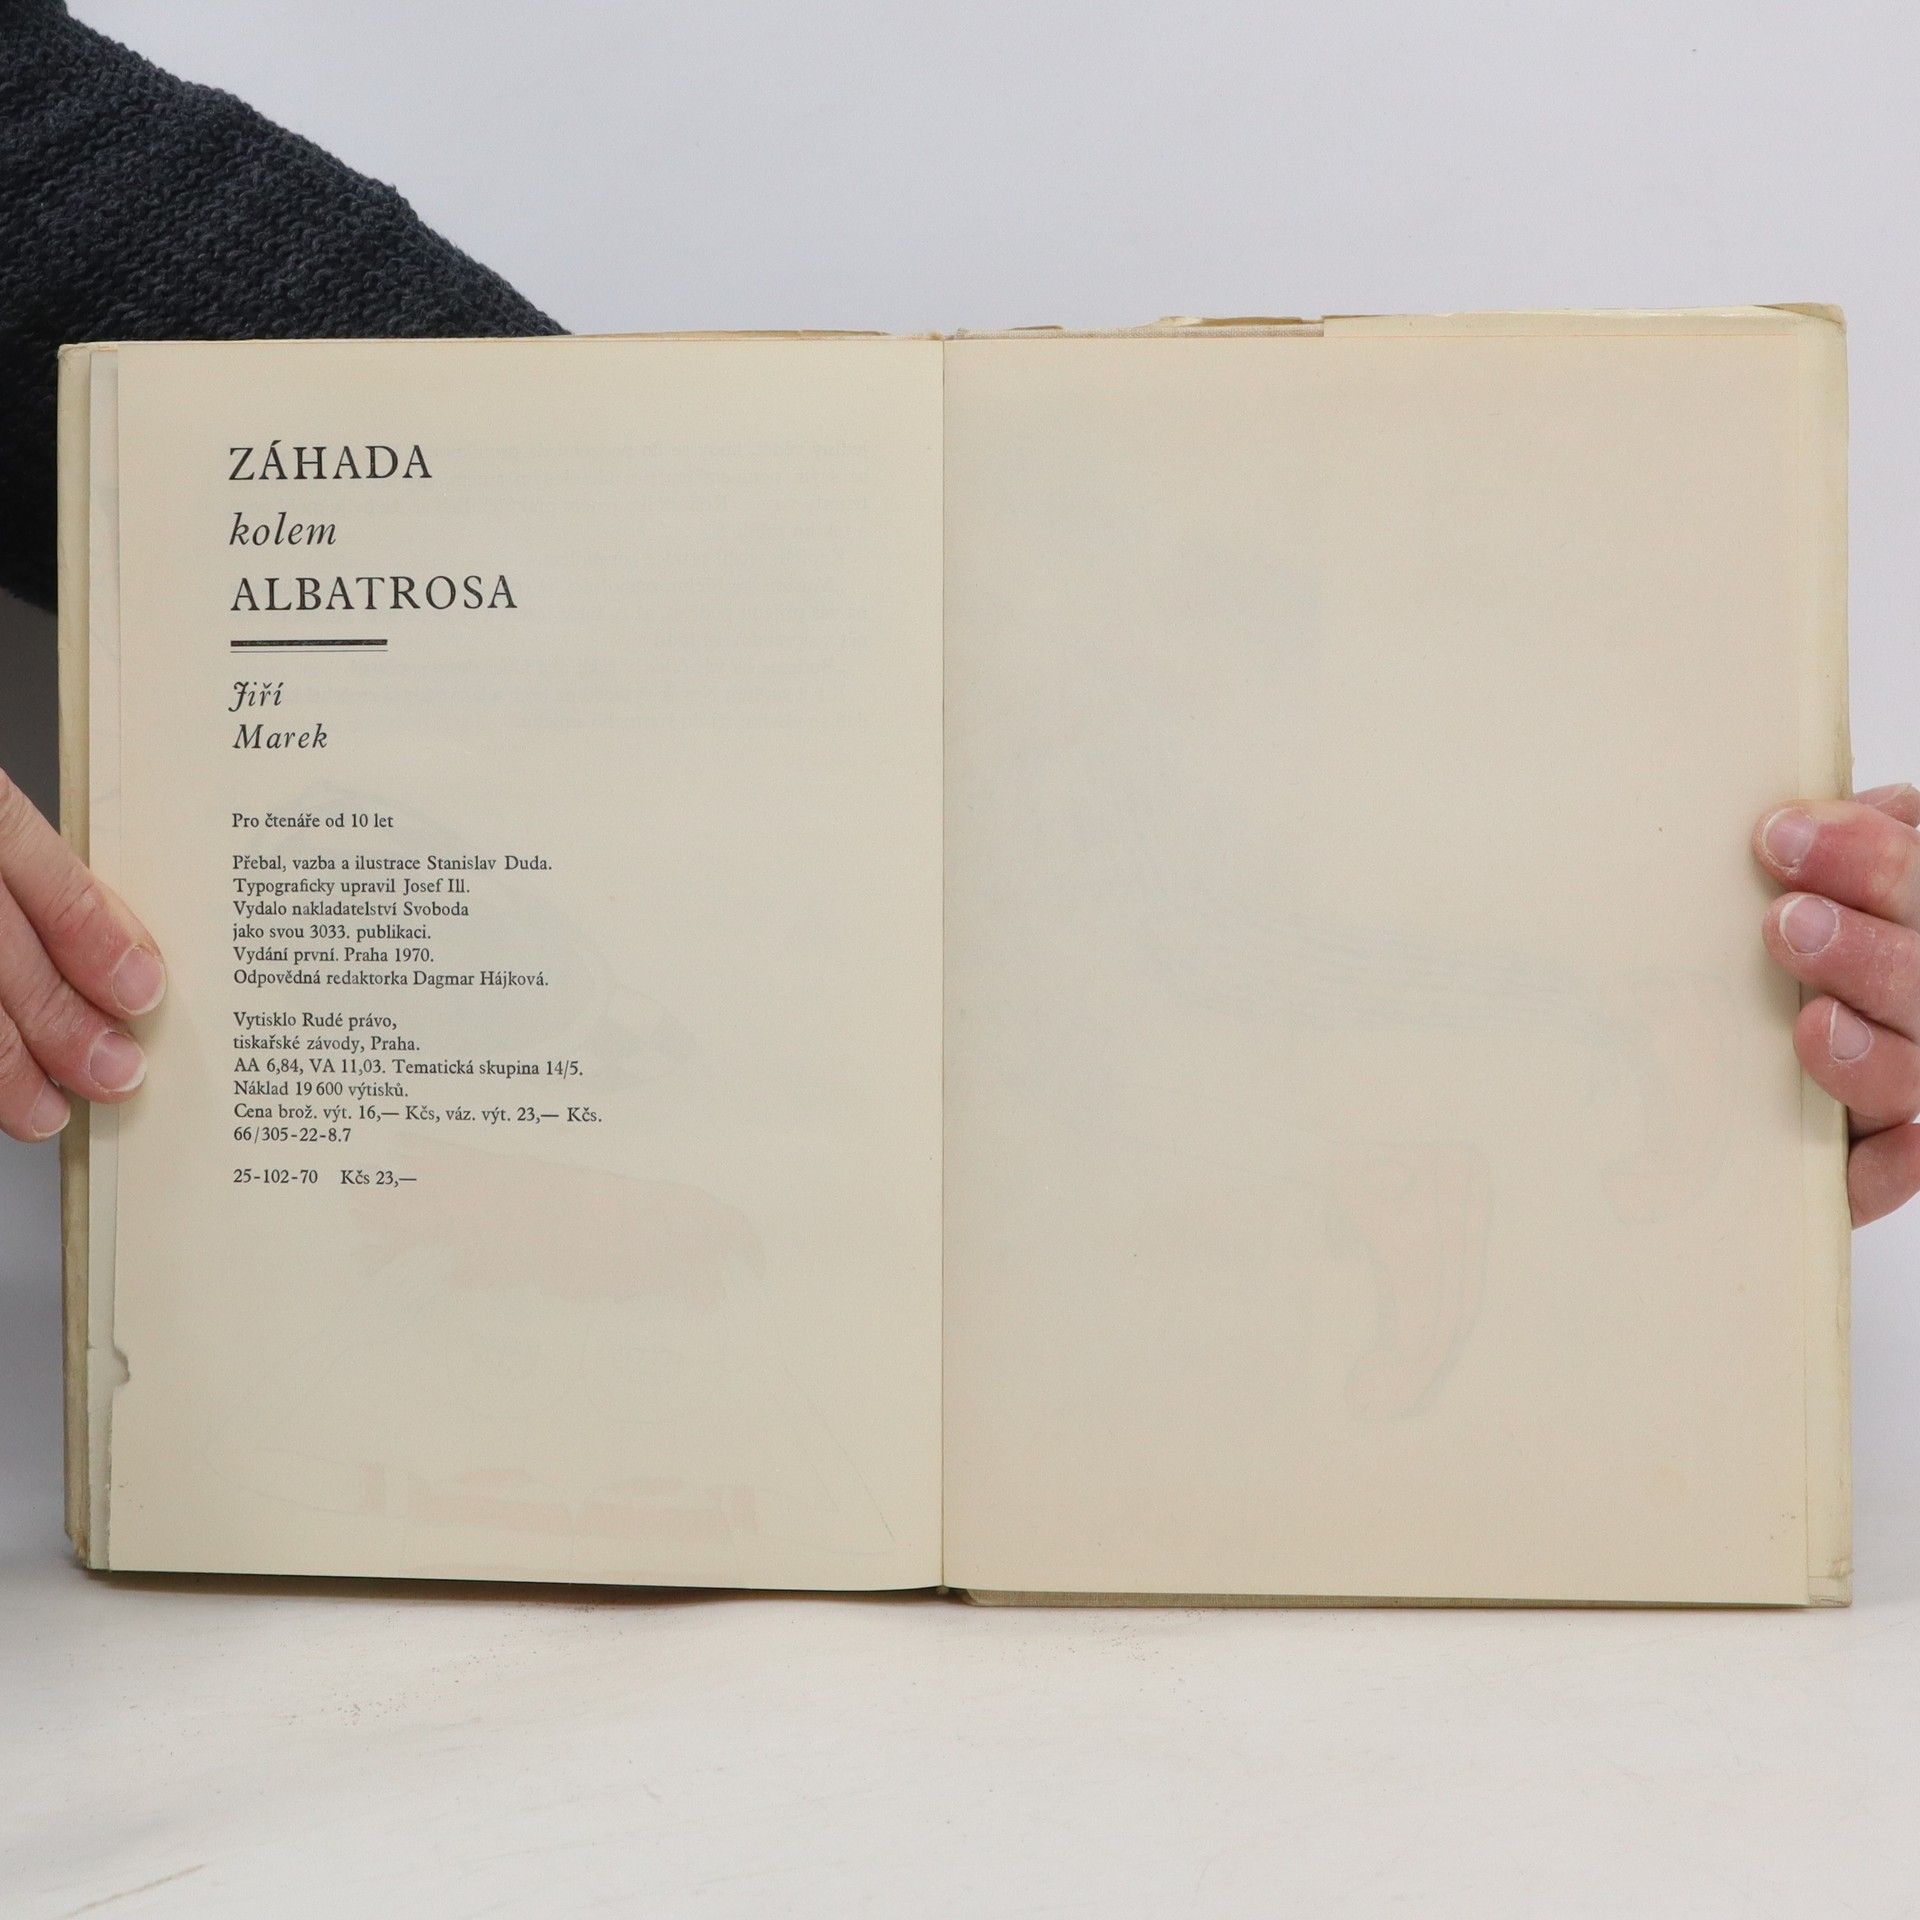 ZÁHADA
kolem
ALBATROSA
Jiří
Marek
Pro čtenáře od 10 let
Přebal, vazba a ilustrace Stanislav Duda.
Typograficky upravil Josef Ill.
Vydalo nakladatelství Svoboda
jako svou 3033. publikaci.
Vydání první. Praha 1970.
Odpovědná redaktorka Dagmar Hájková.
Vytisklo Rudé právo,
tiskařské závody, Praha.
AA 6,84, VA 11,03. Tematická skupina 14/5.
Náklad 19 600 výtisků.
Cena brož. výt. 16,— Kčs, váz. výt. 23,— Kčs.
66/305-22-8.7
25-102-70 Kčs 23,—